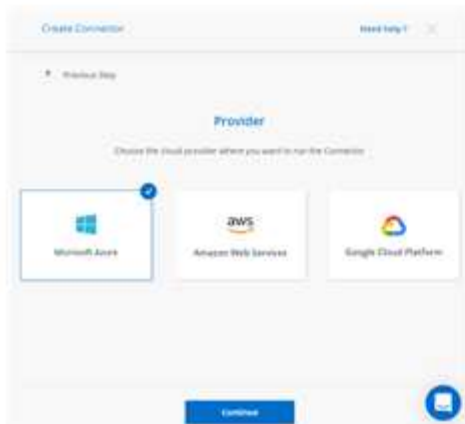 Create Connector
Need help ?
Previous Step
Provider
Choose the cloud provider where you want to run the Connector
Microsoft Azure
aws
Amazon Web Services
Google Cloud Platform
Continue